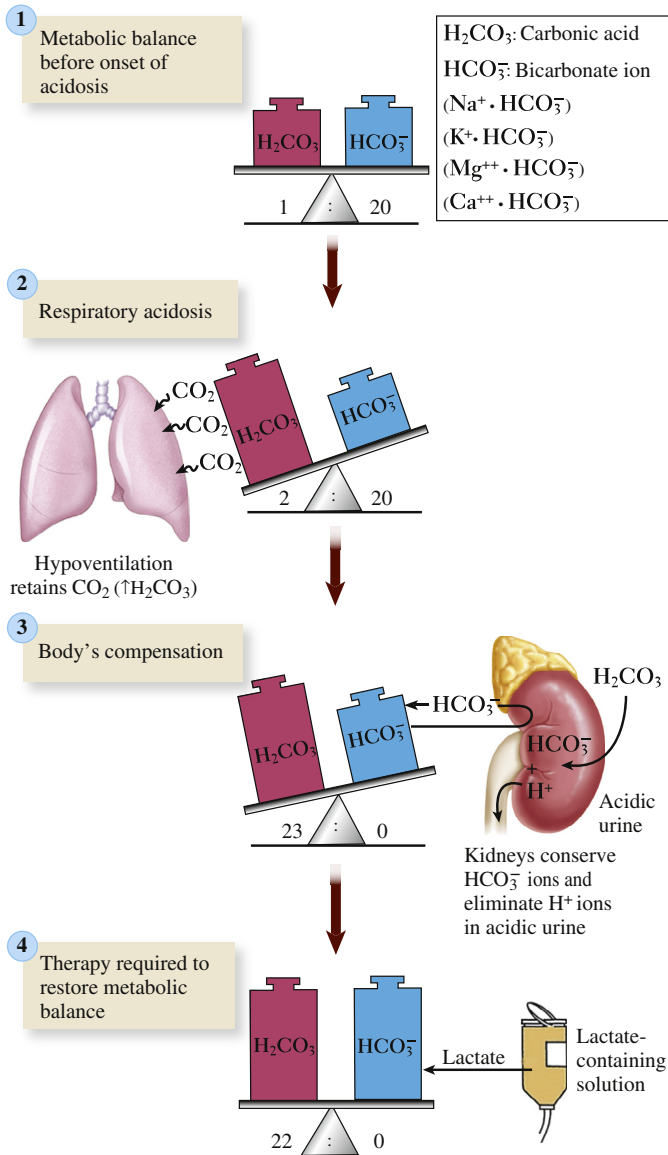 1
Metabolic balance
before onset of
acidosis
H₂CO₃: Carbonic acid
HCO₃⁻: Bicarbonate ion
(Na⁺ · HCO₃⁻)
(K⁺ · HCO₃⁻)
(Mg⁺⁺ · HCO₃⁻)
(Ca⁺⁺ · HCO₃⁻)
H₂CO₃ HCO₃⁻
1 : 20
2
Respiratory acidosis
CO₂
CO₂
CO₂
H₂CO₃ HCO₃⁻
2 : 20
Hypoventilation
retains CO₂ (↑H₂CO₃)
3
Body's compensation
H₂CO₃ HCO₃⁻
HCO₃⁻
23 : 0
H₂CO₃
HCO₃⁻
+
H⁺
Acidic
urine
Kidneys conserve
HCO₃⁻ ions and
eliminate H⁺ ions
in acidic urine
4
Therapy required to
restore metabolic
balance
H₂CO₃ HCO₃⁻
Lactate
Lactate-
containing
solution
22 : 0